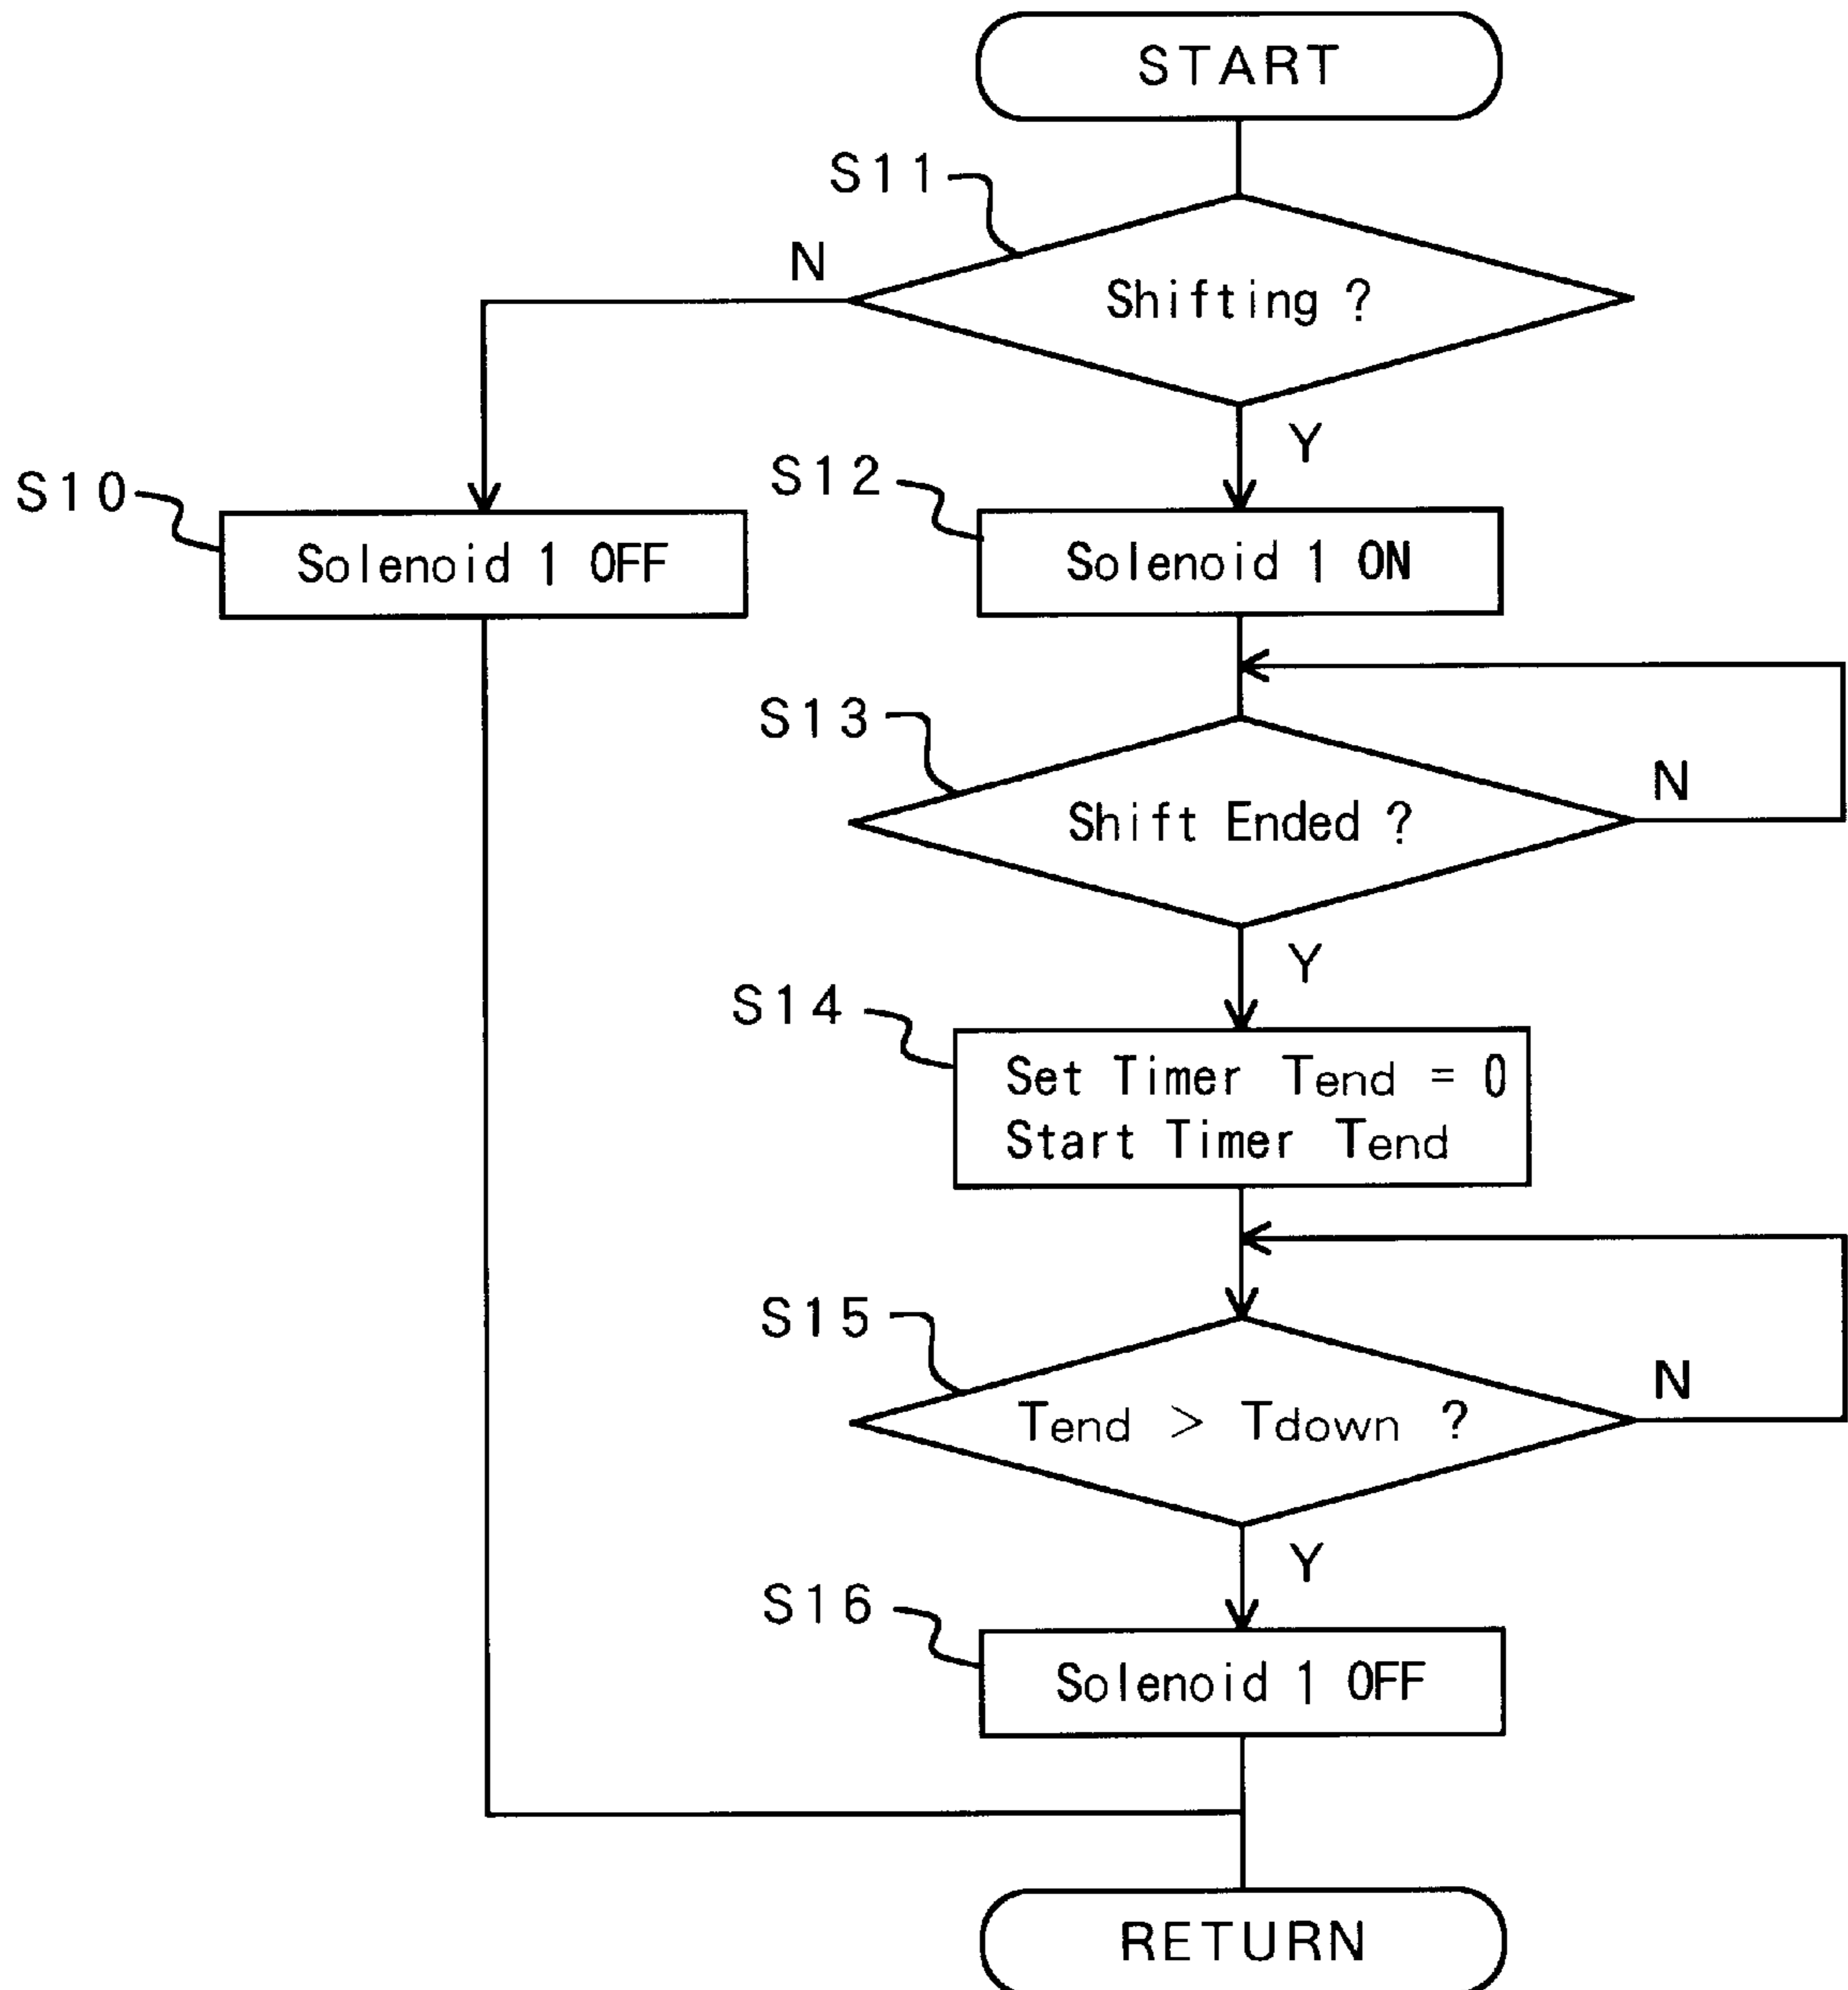 START
S11
N
Shifting ?
Y
S10
S12
Solenoid 1 OFF
Solenoid 1 ON
S13
N
Shift Ended ?
Y
S14
Set Timer Tend = 0
Start Timer Tend
S15
N
Tend > Tdown ?
Y
S16
Solenoid 1 OFF
RETURN